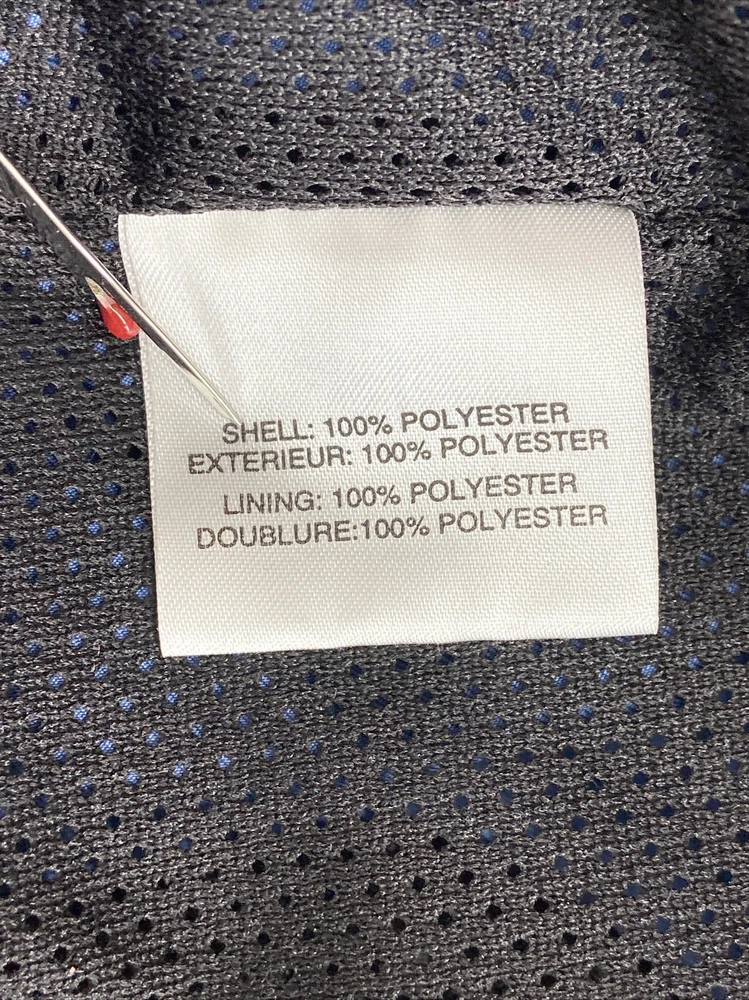 SHELL: 100% POLYESTER
EXTERIEUR: 100% POLYESTER
LINING: 100% POLYESTER
DOUBLURE:100% POLYESTER